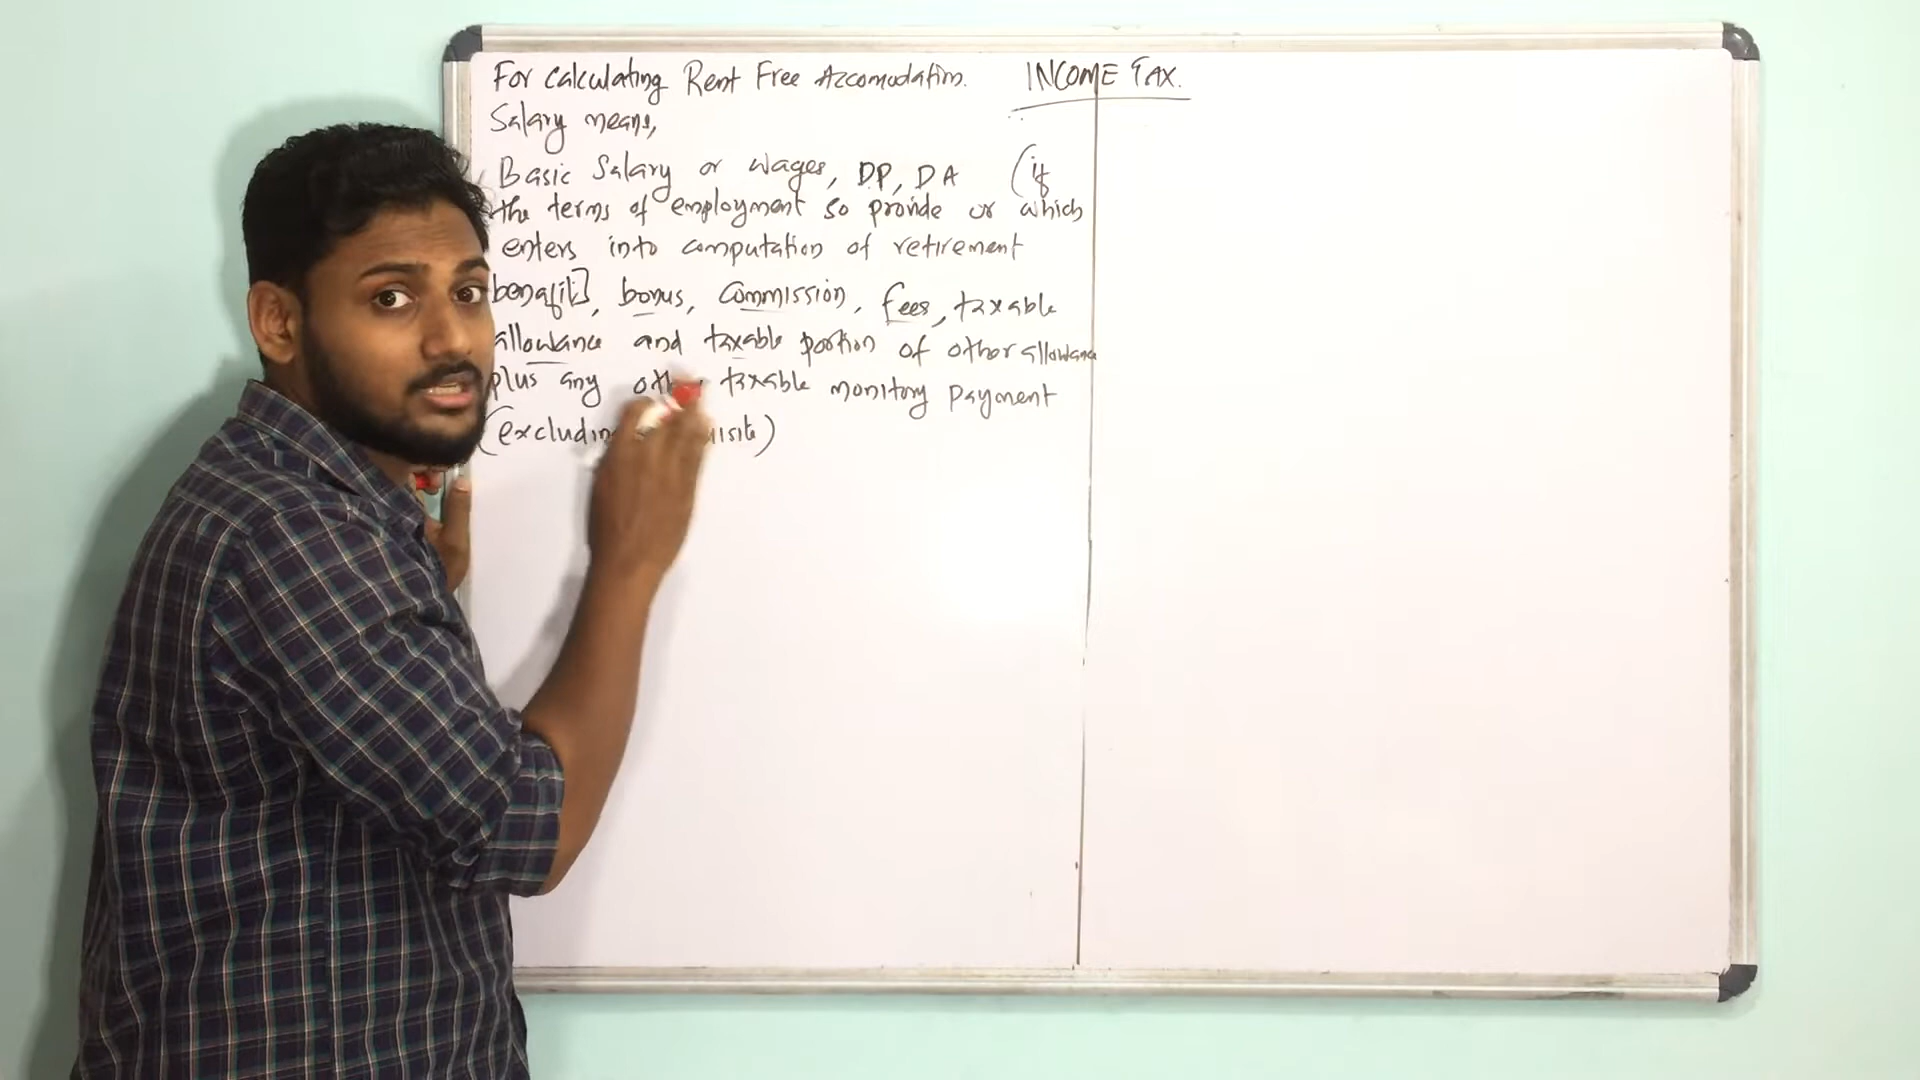 For Calculating Rent Free Accomodation.
INCOME TAX.
Salary means,
Basic Salary or wages, DP, DA (if
the terms of employment so provide or which
enters into computation of retirement
benefit], bonus, Commission, fees, taxable
allowance and taxable portion of other allowance
plus any taxable monitory payment
(